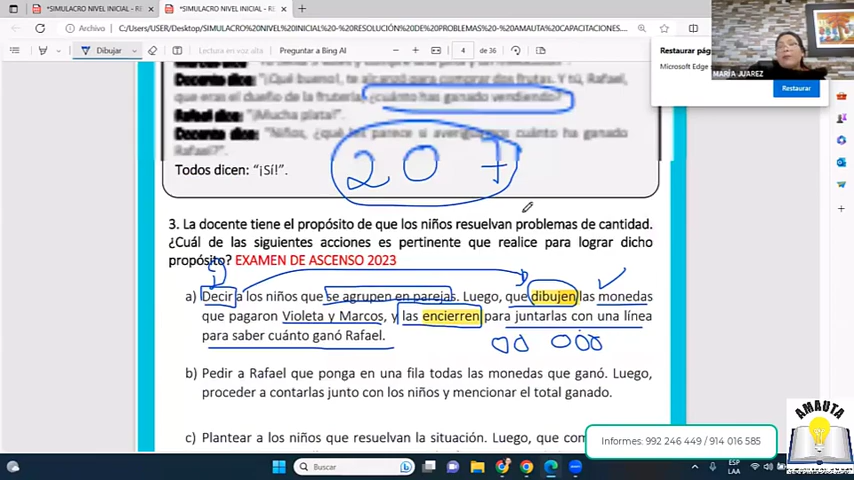 *SIMULACRO NIVEL INICIAL - RESOLUCIÓN
*SIMULACRO NIVEL INICIAL - RESOLUCIÓN
Archivo
C:/Users/USER/Desktop/SIMULACRO%20NIVEL%20INICIAL%20-%20RESOLUCIÓN%20DE%20PROBLEMAS%20-%20AMAUTA%20CAPACITACIONES....
Dibujar
Lectura en voz alta
Preguntar a Bing AI
4
de 36
Restaurar pág
Microsoft Edge
MARÍA JUAREZ
Restaurar
Docente dice: "¡Qué bueno!, te alcanzó para comprar dos frutas. Y tú, Rafael,
que eras el dueño de la frutería, ¿cuánto has ganado vendiendo?
Rafael dice: "¡Mucha plata!".
Docente dice: "Niños, ¿qué les parece si averiguamos cuánto ha ganado
Rafael?".
2 0 7
Todos dicen: "¡Sí!".
3. La docente tiene el propósito de que los niños resuelvan problemas de cantidad.
¿Cuál de las siguientes acciones es pertinente que realice para lograr dicho
propósito? EXAMEN DE ASCENSO 2023
a) Decir a los niños que se agrupen en parejas. Luego, que dibujen las monedas
que pagaron Violeta y Marcos, y las encierren para juntarlas con una línea
para saber cuánto ganó Rafael.
b) Pedir a Rafael que ponga en una fila todas las monedas que ganó. Luego,
proceder a contarlas junto con los niños y mencionar el total ganado.
c) Plantear a los niños que resuelvan la situación. Luego, que com
Informes: 992 246 449 / 914 016 585
AMAUTA
Buscar
ESP
LAA